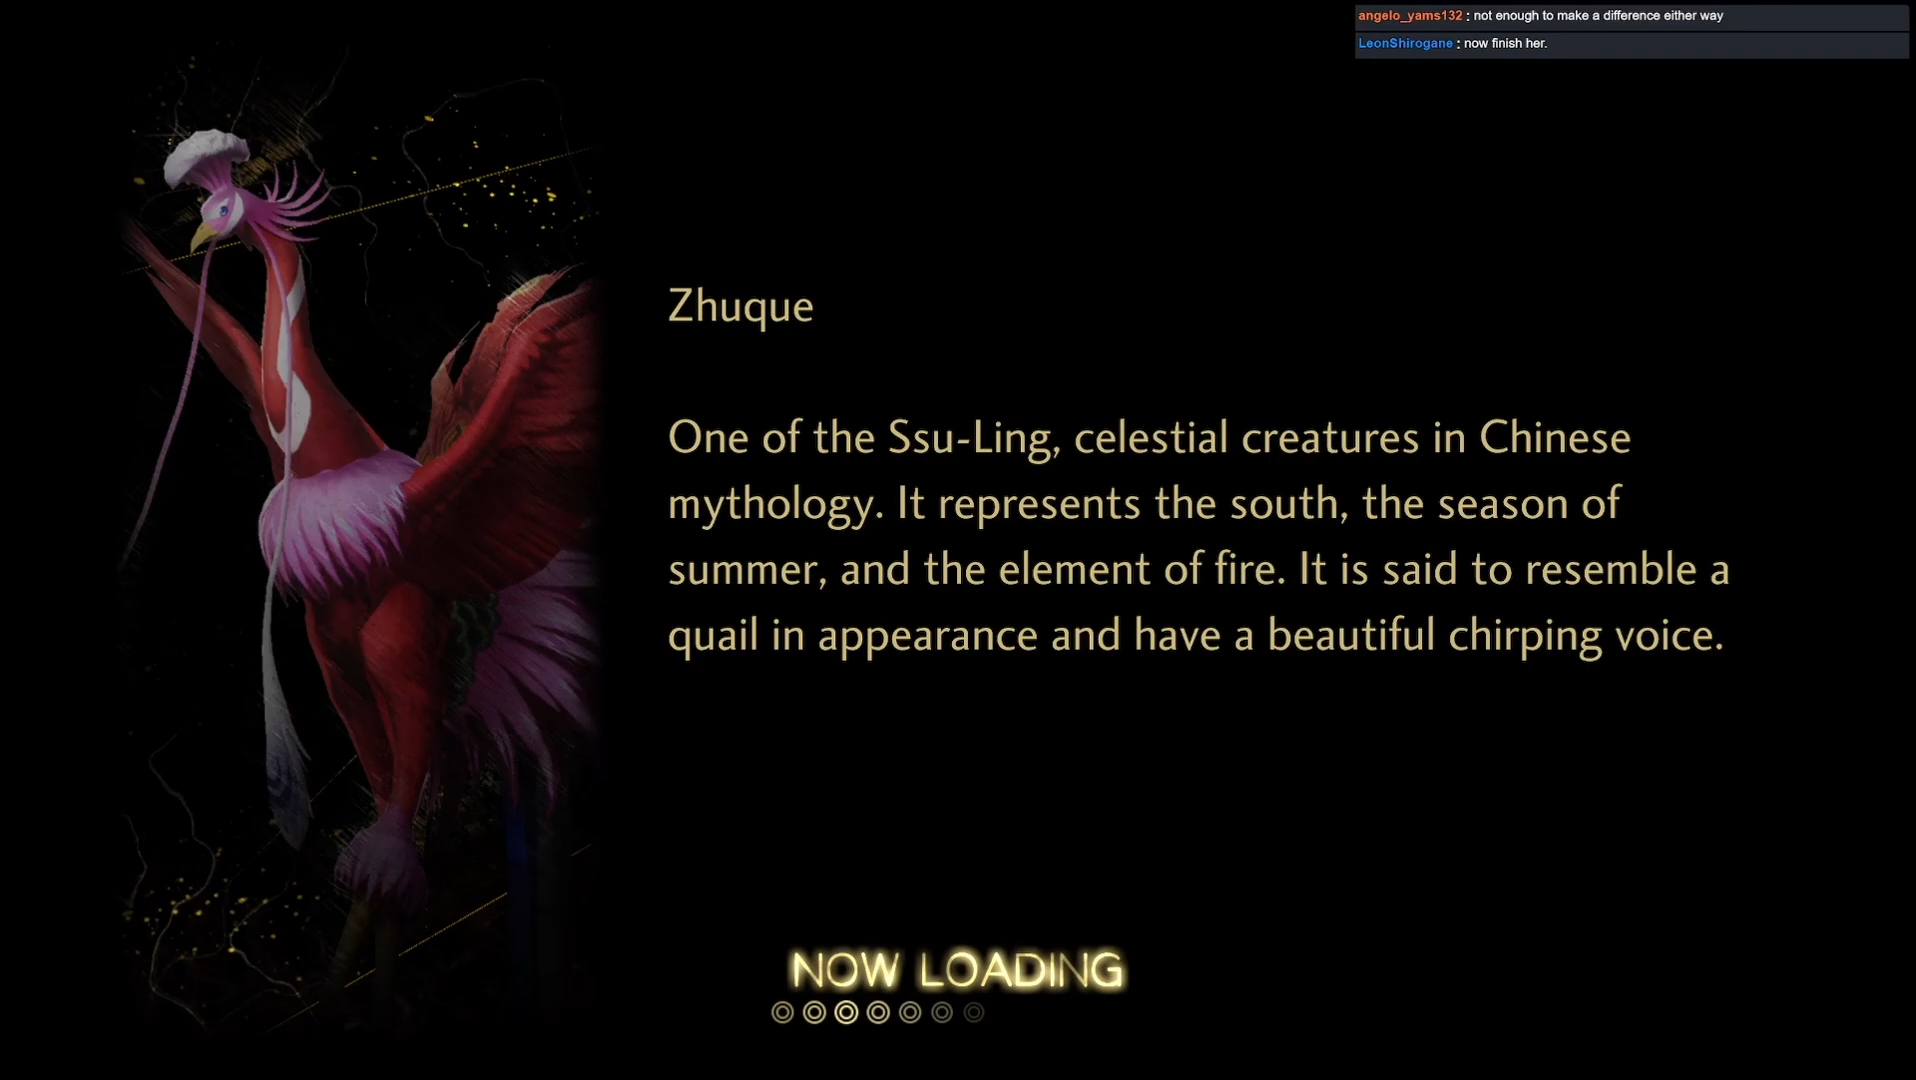 angelo_yams132 : not enough to make a difference either way
LeonShirogane : now finish her.
Zhuque
One of the Ssu-Ling, celestial creatures in Chinese
mythology. It represents the south, the season of
summer, and the element of fire. It is said to resemble a
quail in appearance and have a beautiful chirping voice.
NOW LOADING